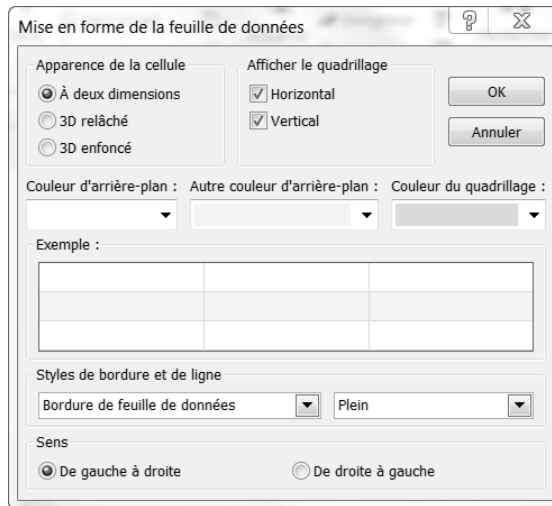 Mise en forme de la feuille de données
Apparence de la cellule
À deux dimensions
3D relâché
3D enfoncé
Afficher le quadrillage
Horizontal
Vertical
OK
Annuler
Couleur d'arrière-plan :
Autre couleur d'arrière-plan :
Couleur du quadrillage :
Exemple :
Styles de bordure et de ligne
Bordure de feuille de données
Plein
Sens
De gauche à droite
De droite à gauche